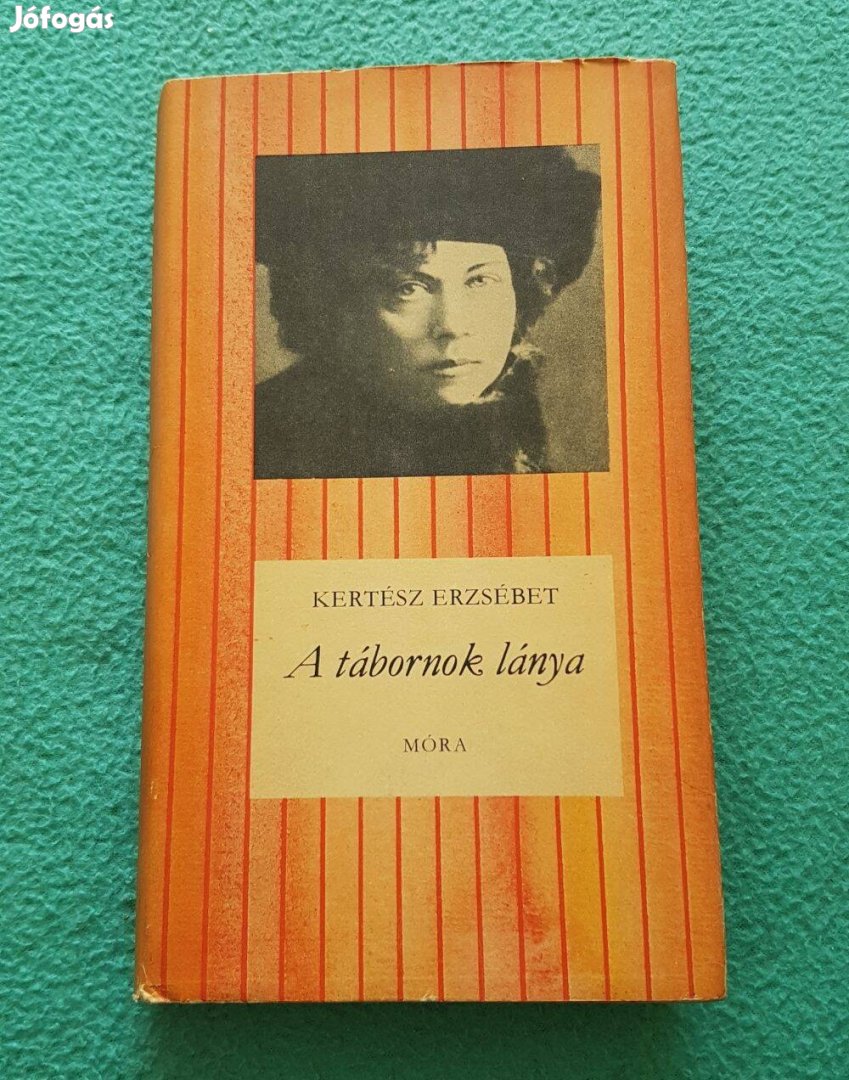 Jófogás
KERTÉSZ ERZSÉBET
A tábornok lánya
MÓRA